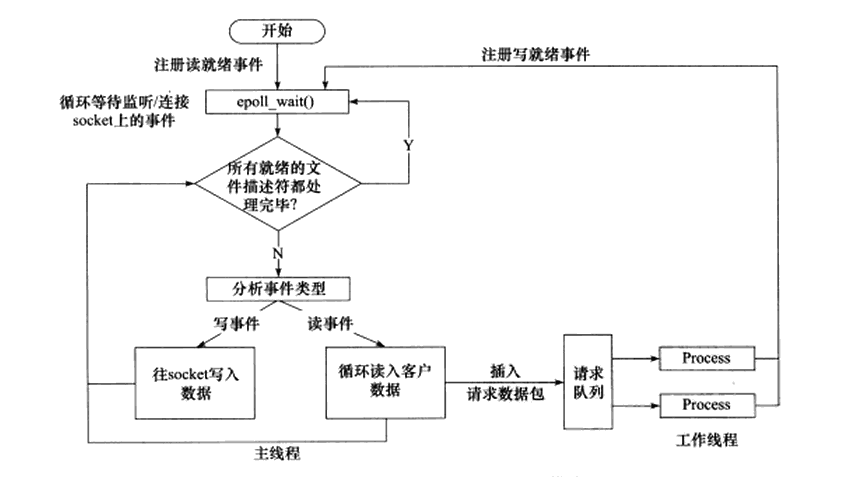 开始
注册读就绪事件
注册写就绪事件
epoll_wait()
循环等待监听/连接
socket上的事件
Y
所有就绪的文
件描述符都处
理完毕?
N
分析事件类型
写事件
读事件
往socket写入
数据
循环读入客户
数据
插入
请求数据包
请求
队列
Process
Process
工作线程
主线程